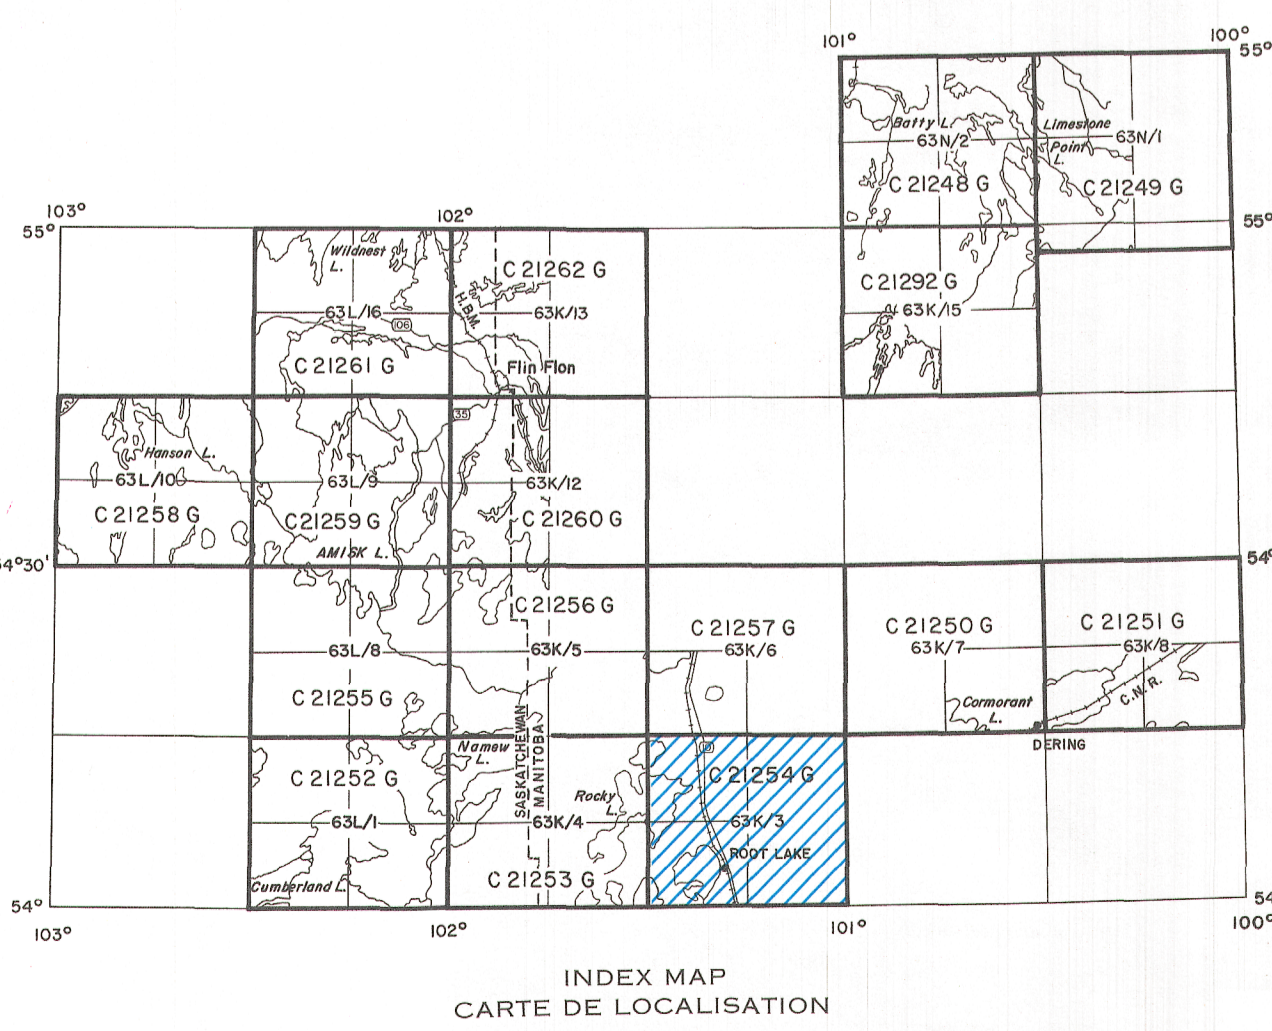 101°
100°
55°
Batty L.
Limestone
Point
L.
63N/2
63N/1
C 21248 G
C 21249 G
103°
102°
55°
55°
Wildnest
L.
C 21262 G
C 21292 G
H.B.M.
63L/16
63K/13
63K/15
106
C 21261 G
Flin Flon
35
Hanson L.
63L/10
63L/9
63K/12
C 21258 G
C 21259 G
C 21260 G
AMISK L.
54°30'
54°
C 21256 G
C 21257 G
C 21250 G
C 21251 G
63L/8
63K/5
63K/6
63K/7
63K/8
C 21255 G
SASKATCHEWAN
MANITOBA
Cormorant
L.
C.N.R.
DERING
Namew
L.
10
C 21252 G
C 21254 G
Rocky
L.
63L/1
63K/4
63K/3
ROOT LAKE
Cumberland L.
C 21253 G
54°
54
103°
102°
101°
100°
INDEX MAP
CARTE DE LOCALISATION